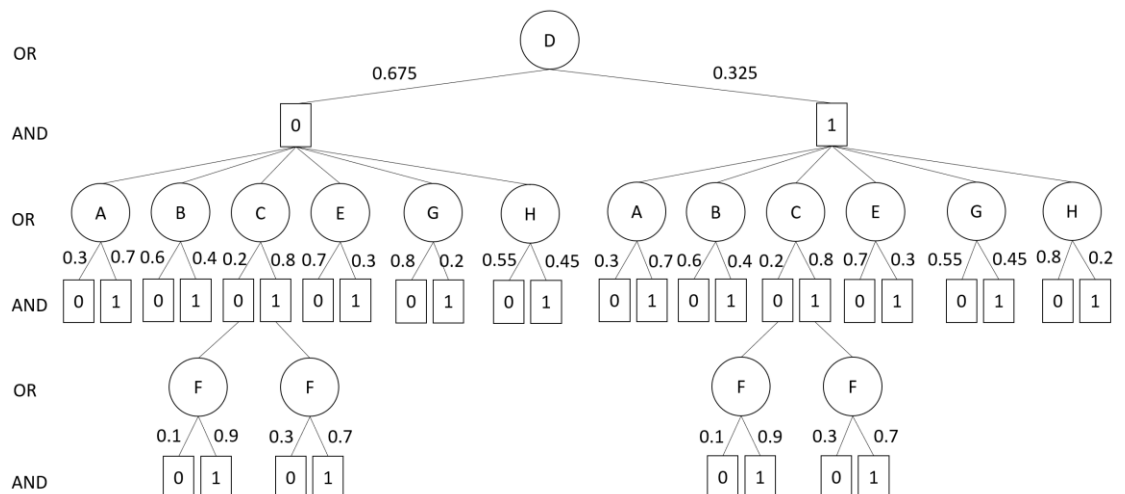 OR D
0.675 0.325
AND 0 1
OR A B C E G H A B C E G H
0.3 0.7 0.6 0.4 0.2 0.8 0.7 0.3 0.8 0.2 0.55 0.45 0.3 0.7 0.6 0.4 0.2 0.8 0.7 0.3 0.55 0.45 0.8 0.2
AND 0 1 0 1 0 1 0 1 0 1 0 1 0 1 0 1 0 1 0 1 0 1 0 1
OR F F F F
0.1 0.9 0.3 0.7 0.1 0.9 0.3 0.7
AND 0 1 0 1 0 1 0 1